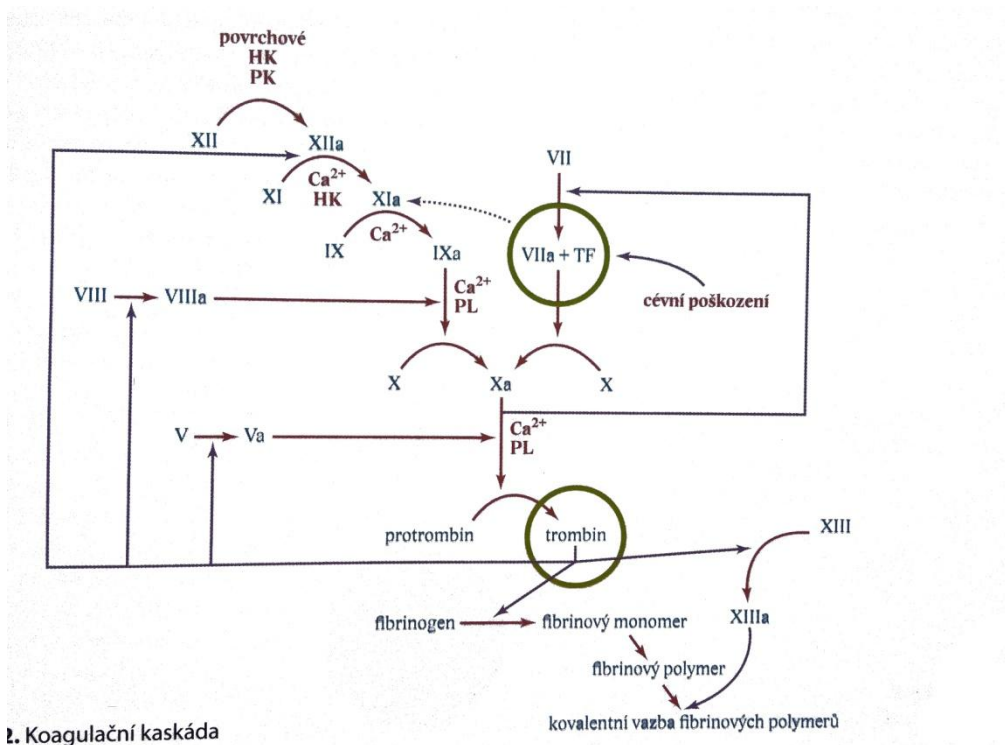 povrchové
HK
PK
XII
XIIa
VII
XI
Ca²⁺
HK
XIa
IX
Ca²⁺
IXa
VIIa + TF
VIII
VIIIa
Ca²⁺
PL
cévní poškození
X
Xa
X
V
Va
Ca²⁺
PL
protrombin
trombin
XIII
fibrinogen
fibrinový monomer
XIIIa
fibrinový polymer
kovalentní vazba fibrinových polymerů
. Koagulační kaskáda